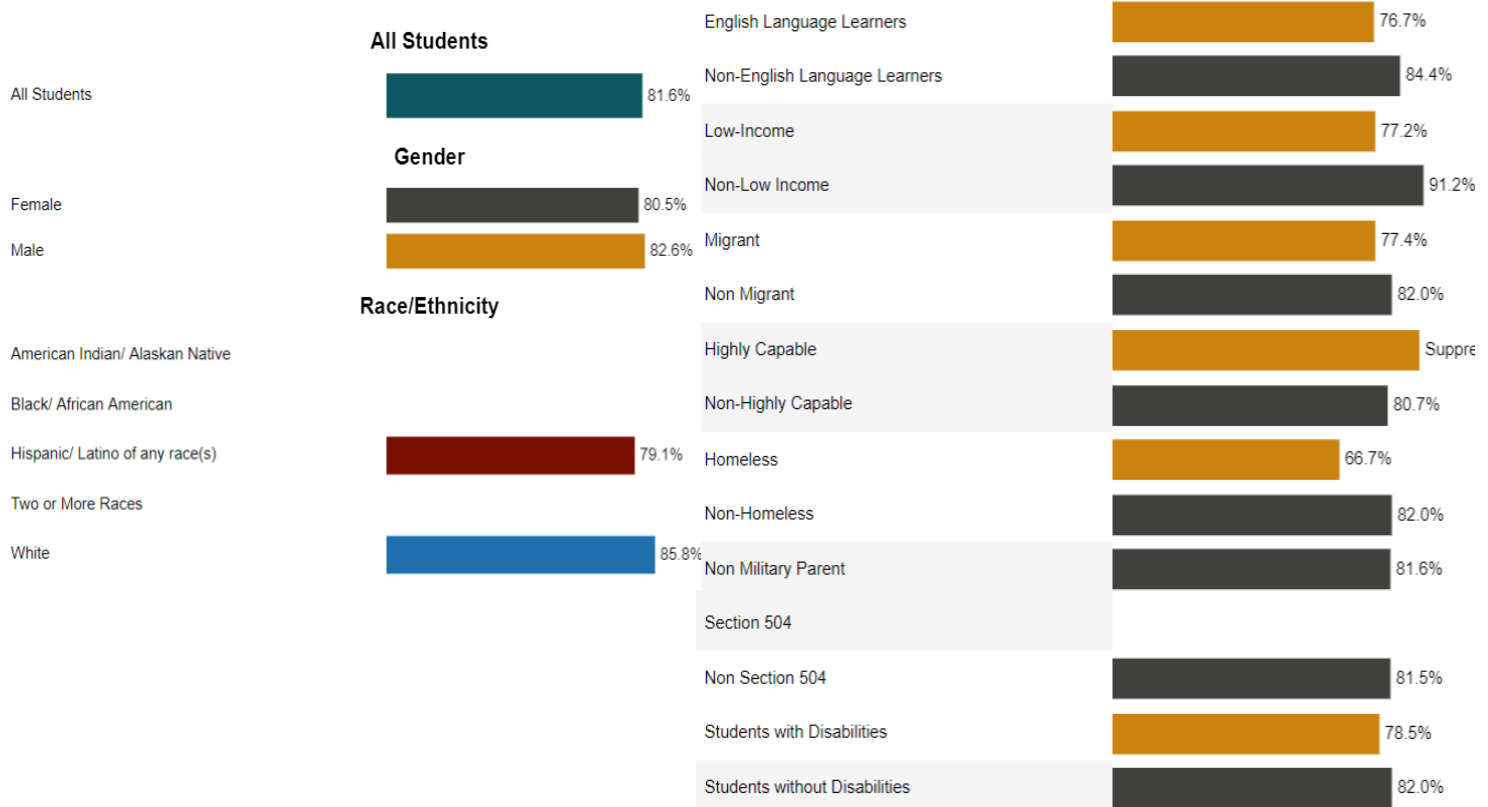 All Students
All Students 81.6%
Gender
Female 80.5%
Male 82.6%
Race/Ethnicity
American Indian/ Alaskan Native
Black/ African American
Hispanic/ Latino of any race(s) 79.1%
Two or More Races
White 85.8%
English Language Learners 76.7%
Non-English Language Learners 84.4%
Low-Income 77.2%
Non-Low Income 91.2%
Migrant 77.4%
Non Migrant 82.0%
Highly Capable Suppre
Non-Highly Capable 80.7%
Homeless 66.7%
Non-Homeless 82.0%
Non Military Parent 81.6%
Section 504
Non Section 504 81.5%
Students with Disabilities 78.5%
Students without Disabilities 82.0%